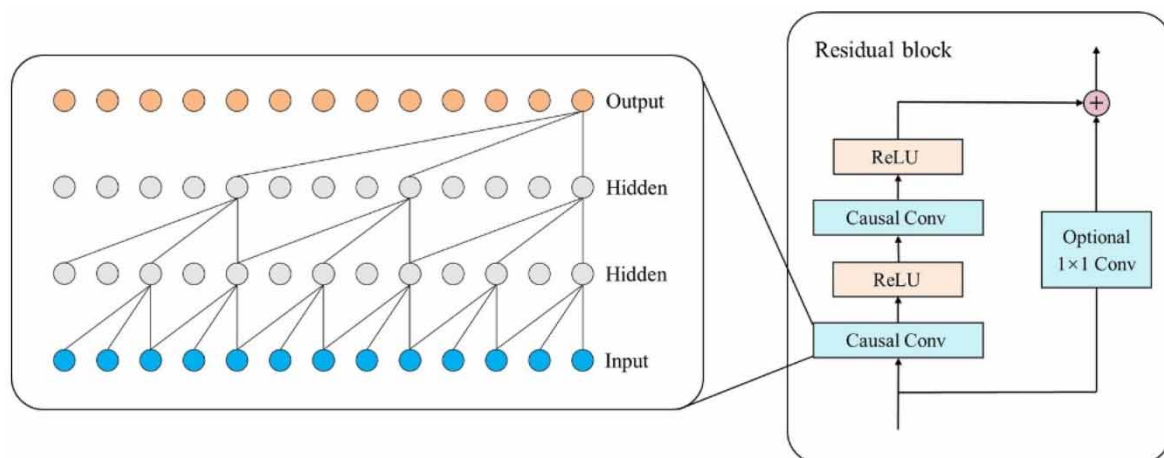 Output
Hidden
Hidden
Input
Residual block
+
ReLU
Causal Conv
ReLU
Causal Conv
Optional
1×1 Conv